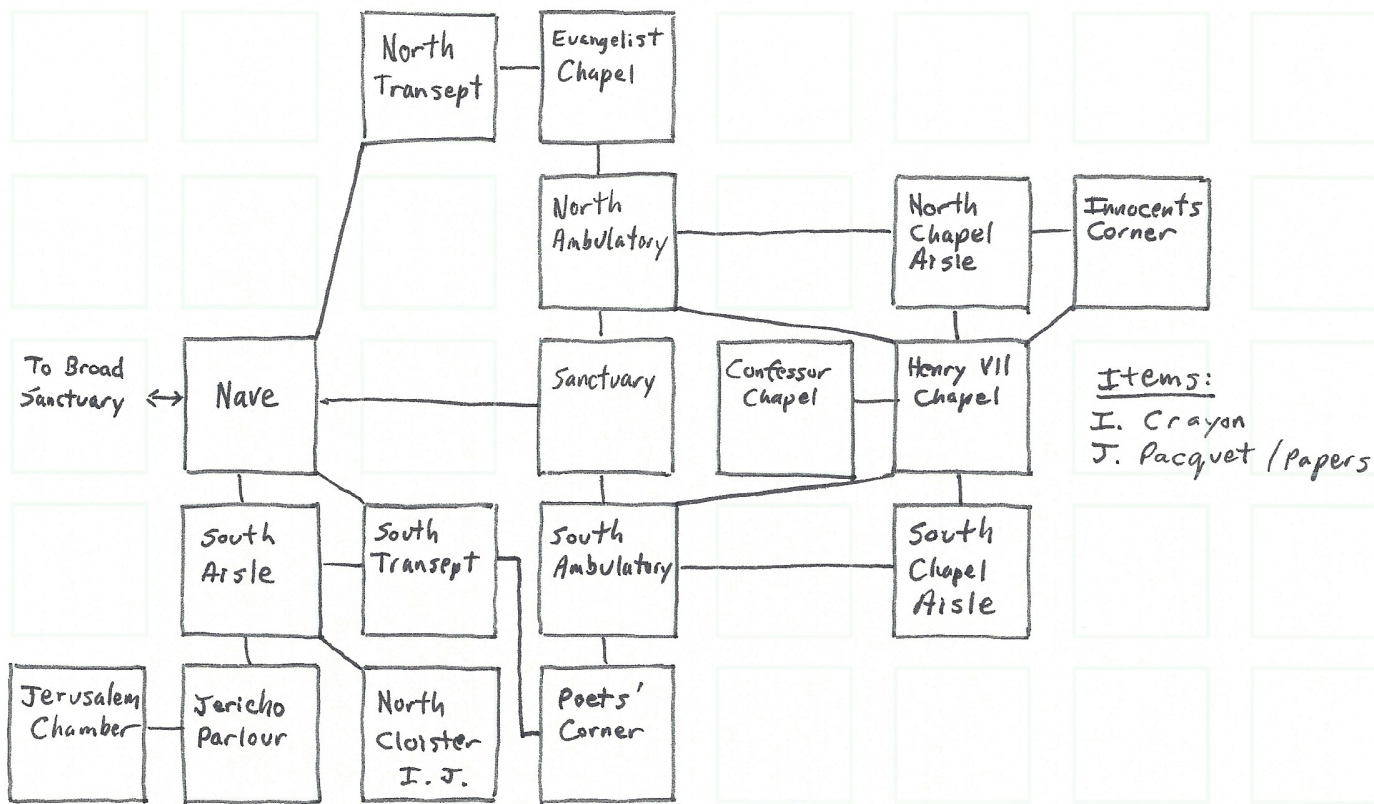 North
Transept
Evangelist
Chapel
North
Ambulatory
North
Chapel
Aisle
Innocents
Corner
To Broad
Sanctuary
Nave
Sanctuary
Confessor
Chapel
Henry VII
Chapel
Items:
I. Crayon
J. Pacquet / Papers
South
Aisle
South
Transept
South
Ambulatory
South
Chapel
Aisle
Jerusalem
Chamber
Jericho
Parlour
North
Cloister
I. J.
Poets'
Corner